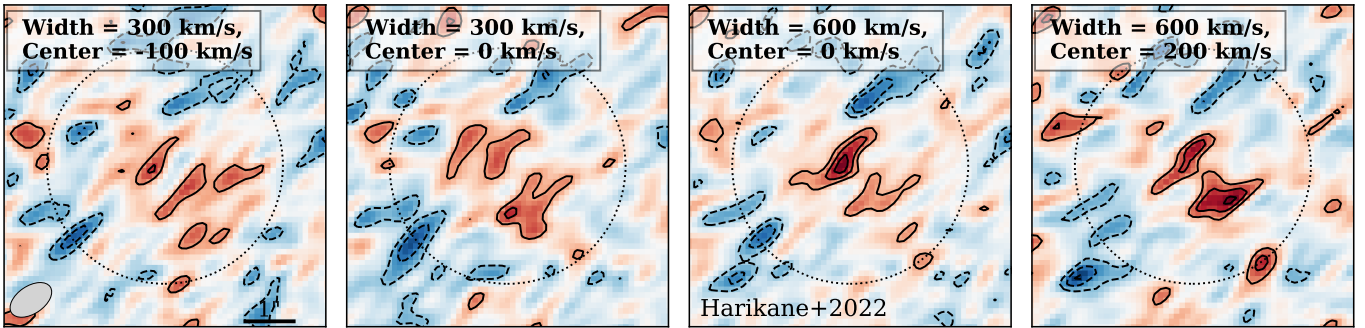 Width = 300 km/s,
Center = -100 km/s
Width = 300 km/s,
Center = 0 km/s
Width = 600 km/s,
Center = 0 km/s
Width = 600 km/s,
Center = 200 km/s
1"
Harikane+2022